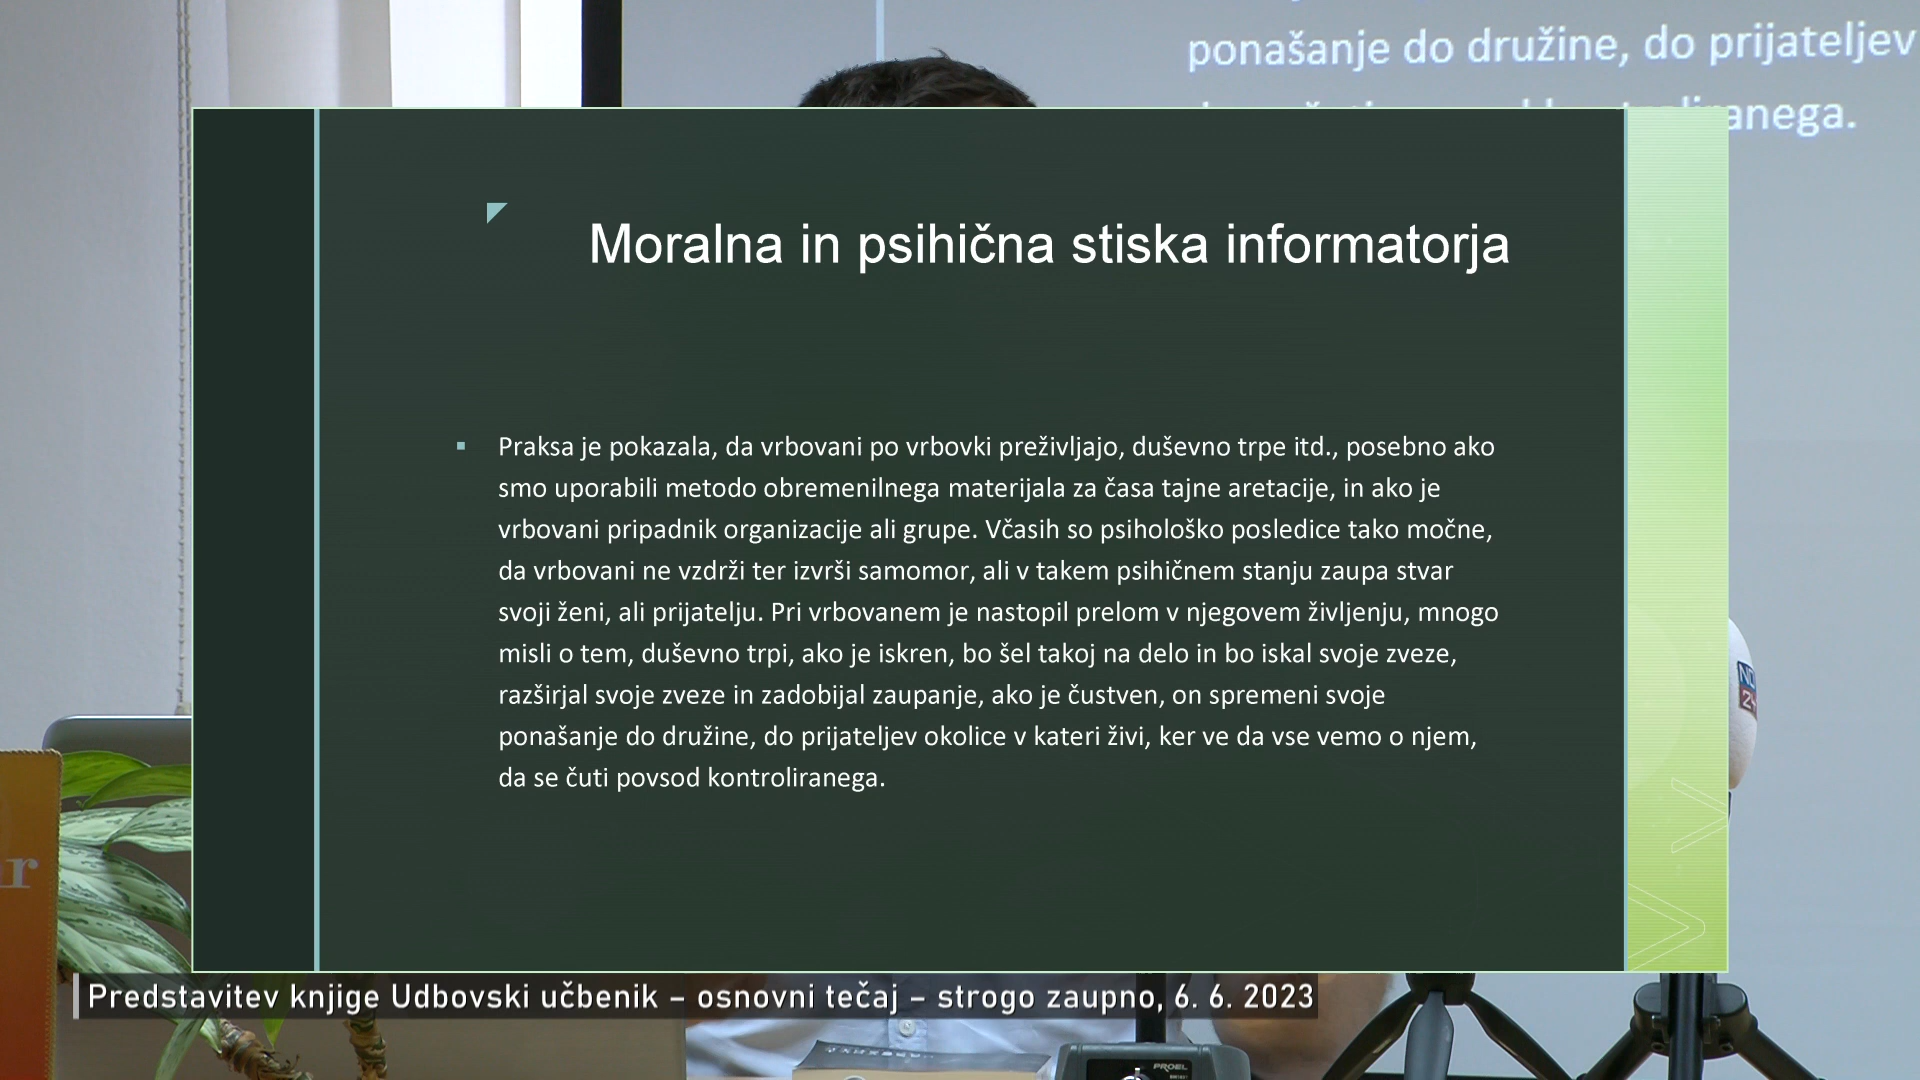 ponašanje do družine, do prijateljev
anega.
Moralna in psihična stiska informatorja
Praksa je pokazala, da vrbovani po vrbovki preživljajo, duševno trpe itd., posebno ako
smo uporabili metodo obremenilnega materijala za časa tajne aretacije, in ako je
vrbovani pripadnik organizacije ali grupe. Včasih so psihološko posledice tako močne,
da vrbovani ne vzdrži ter izvrši samomor, ali v takem psihičnem stanju zaupa stvar
svoji ženi, ali prijatelju. Pri vrbovanem je nastopil prelom v njegovem življenju, mnogo
misli o tem, duševno trpi, ako je iskren, bo šel takoj na delo in bo iskal svoje zveze,
razširjal svoje zveze in zadobijal zaupanje, ako je čustven, on spremeni svoje
ponašanje do družine, do prijateljev okolice v kateri živi, ker ve da vse vemo o njem,
da se čuti povsod kontroliranega.
Predstavitev knjige Udbovski učbenik – osnovni tečaj – strogo zaupno, 6. 6. 2023
PROEL